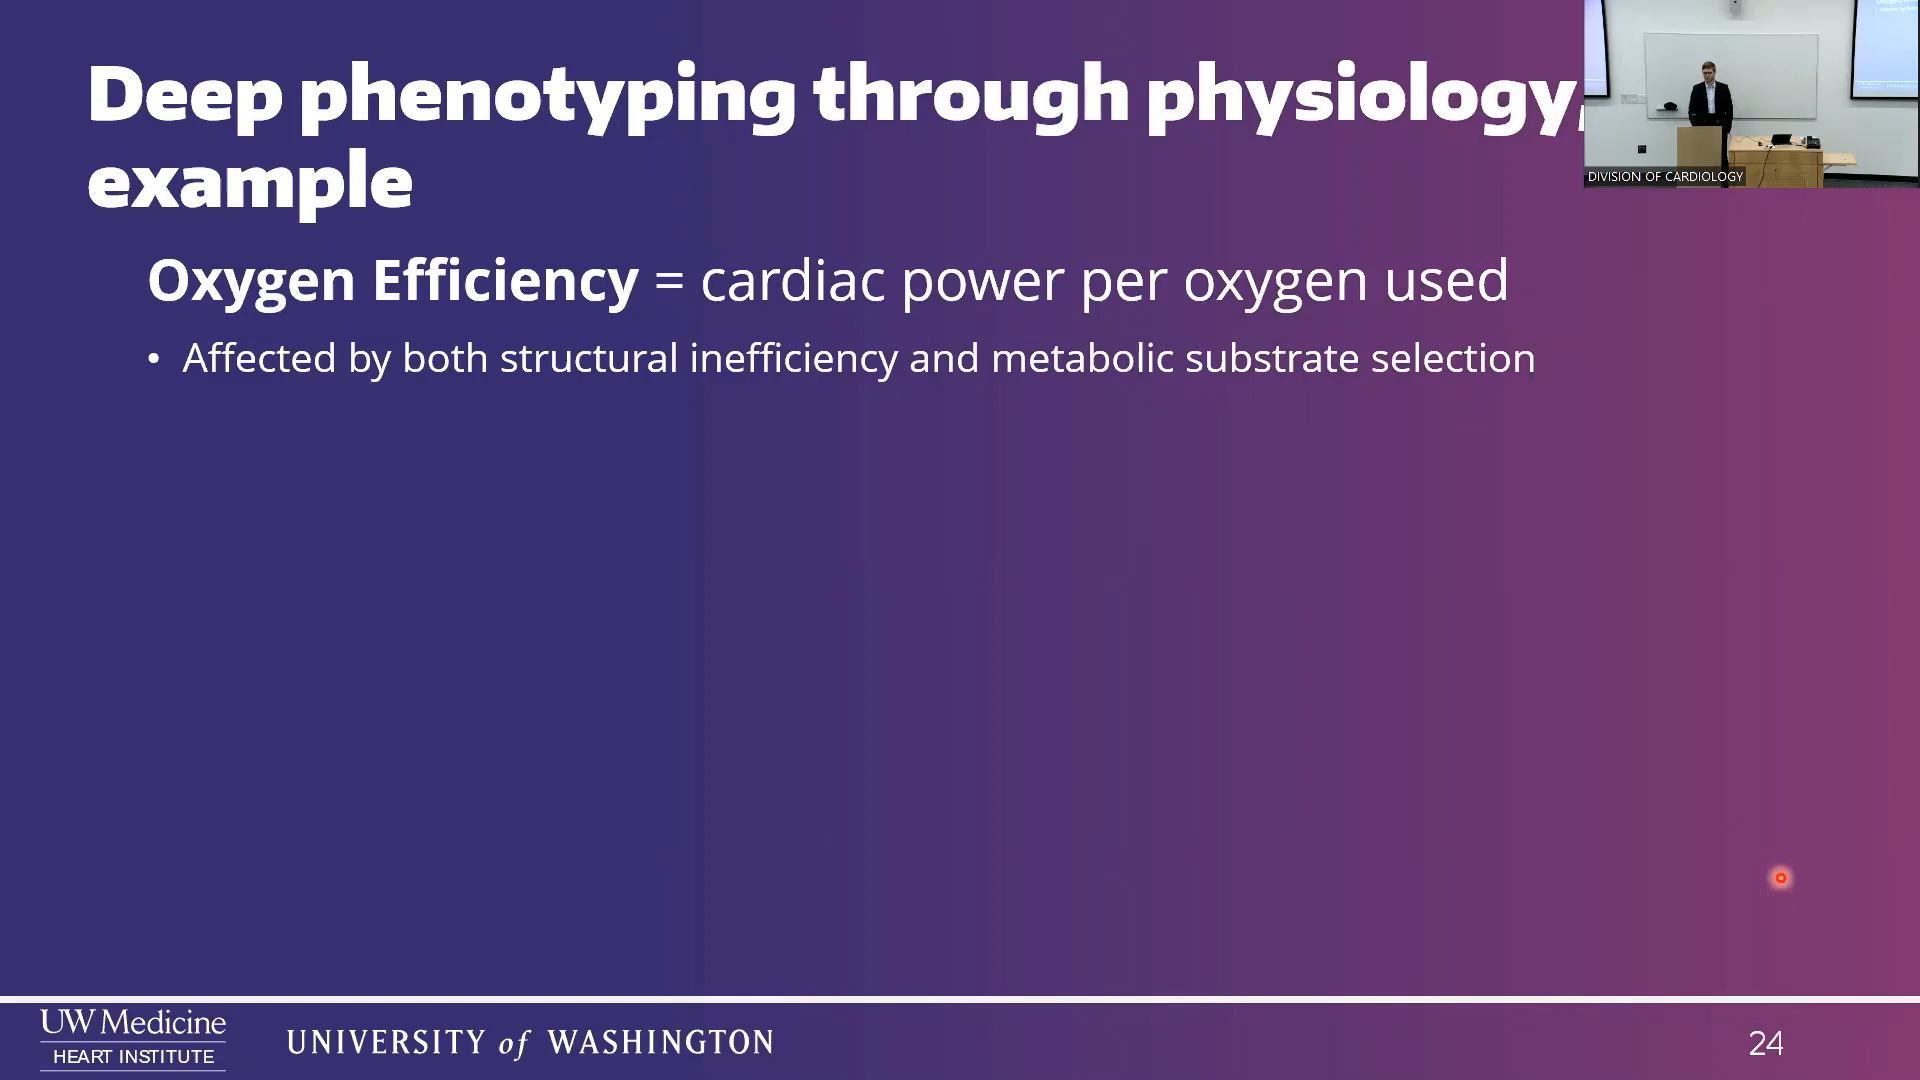 Deep phenotyping through physiology,
example
DIVISION OF CARDIOLOGY
Oxygen Efficiency = cardiac power per oxygen used
• Affected by both structural inefficiency and metabolic substrate selection
UW Medicine
HEART INSTITUTE
UNIVERSITY of WASHINGTON
24